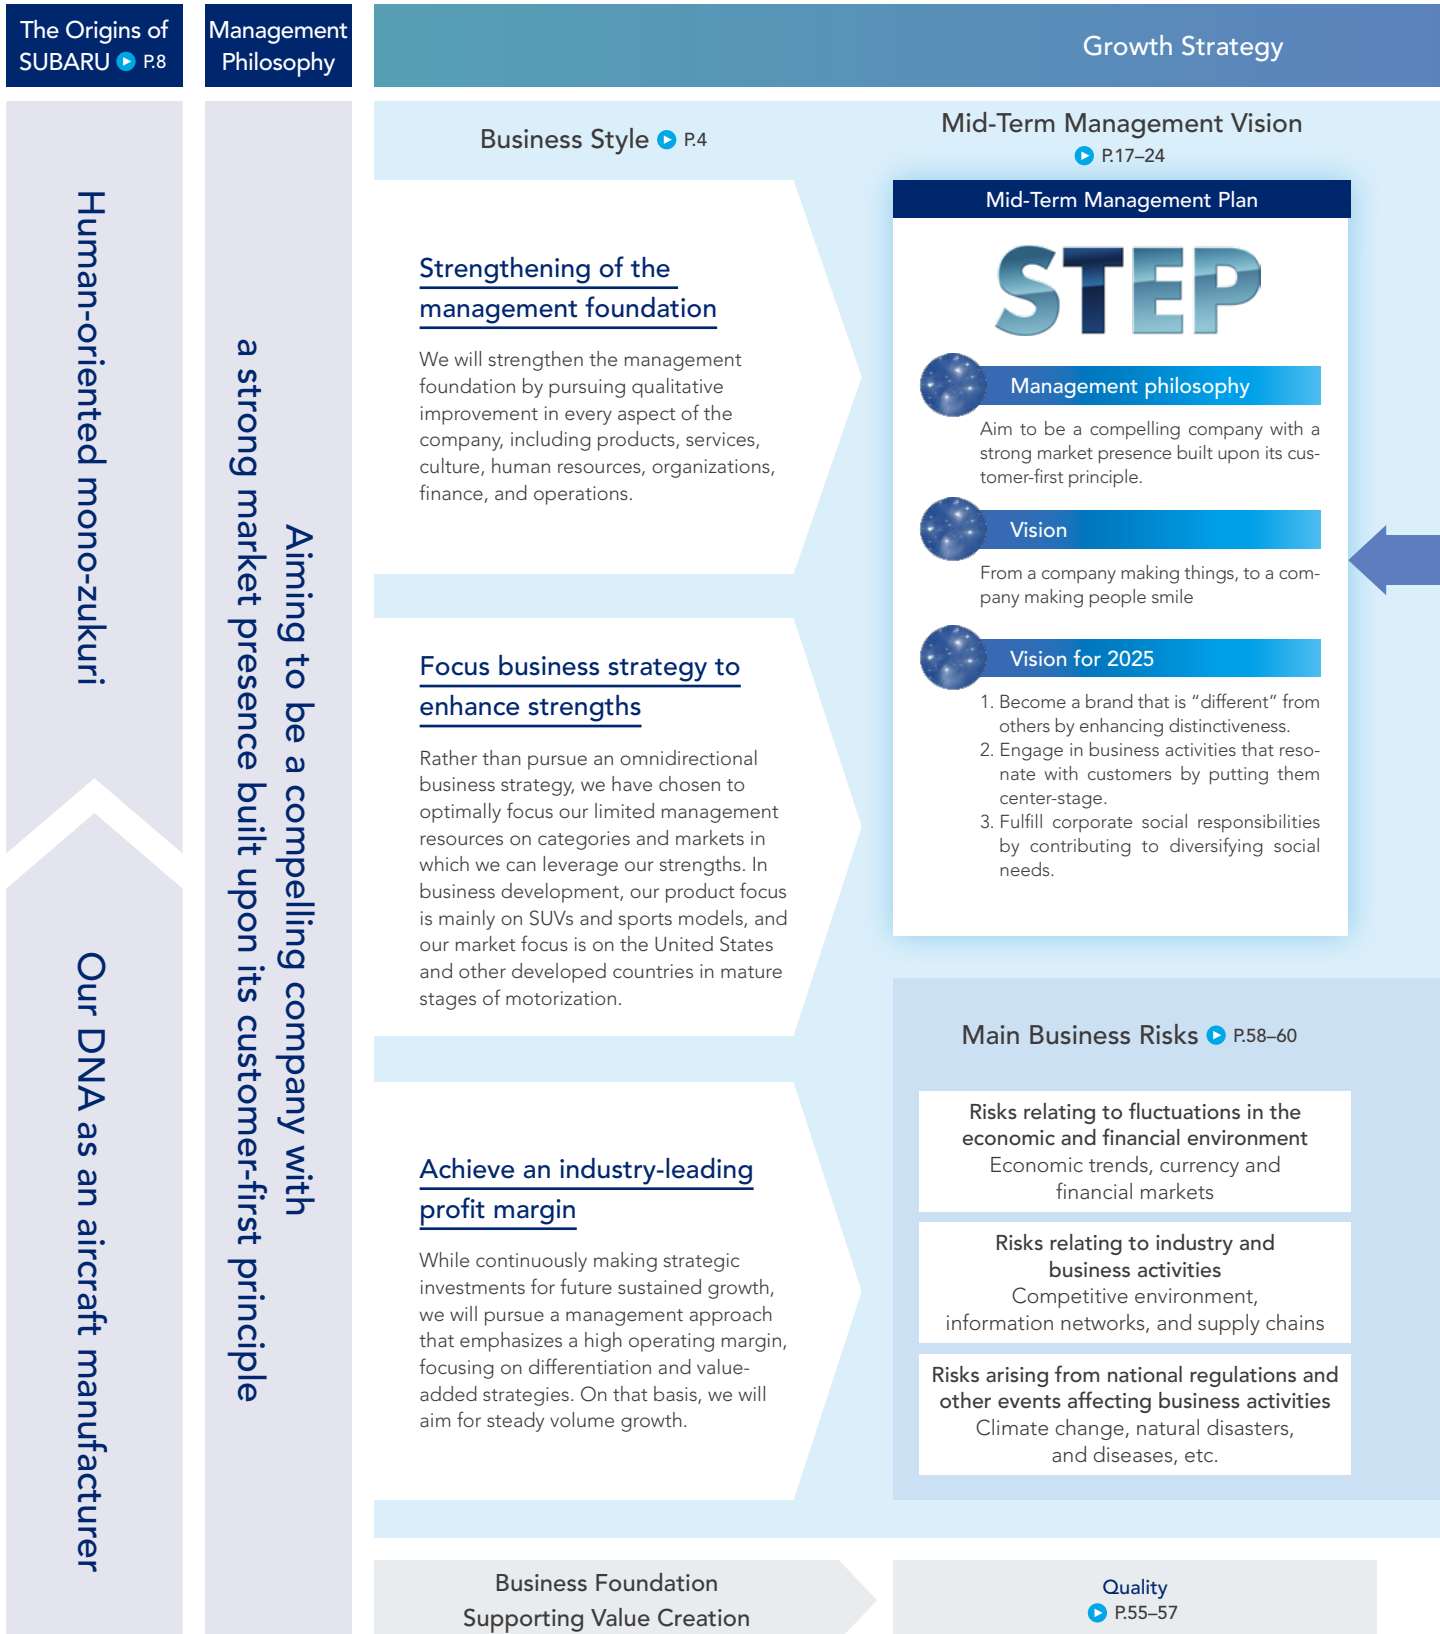 The Origins of
SUBARU P.8
Human-oriented mono-zukuri
Our DNA as an aircraft manufacturer
Management
Philosophy
Aiming to be a compelling company with
a strong market presence built upon its customer-first principle
Growth Strategy
Business Style P.4
Strengthening of the
management foundation
We will strengthen the management
foundation by pursuing qualitative
improvement in every aspect of the
company, including products, services,
culture, human resources, organizations,
finance, and operations.
Focus business strategy to
enhance strengths
Rather than pursue an omnidirectional
business strategy, we have chosen to
optimally focus our limited management
resources on categories and markets in
which we can leverage our strengths. In
business development, our product focus
is mainly on SUVs and sports models, and
our market focus is on the United States
and other developed countries in mature
stages of motorization.
Achieve an industry-leading
profit margin
While continuously making strategic
investments for future sustained growth,
we will pursue a management approach
that emphasizes a high operating margin,
focusing on differentiation and value-
added strategies. On that basis, we will
aim for steady volume growth.
Mid-Term Management Vision
P.17–24
Mid-Term Management Plan
STEP
Management philosophy
Aim to be a compelling company with a
strong market presence built upon its cus-
tomer-first principle.
Vision
From a company making things, to a com-
pany making people smile
Vision for 2025
1. Become a brand that is “different” from
others by enhancing distinctiveness.
2. Engage in business activities that reso-
nate with customers by putting them
center-stage.
3. Fulfill corporate social responsibilities
by contributing to diversifying social
needs.
Main Business Risks P.58–60
Risks relating to fluctuations in the
economic and financial environment
Economic trends, currency and
financial markets
Risks relating to industry and
business activities
Competitive environment,
information networks, and supply chains
Risks arising from national regulations and
other events affecting business activities
Climate change, natural disasters,
and diseases, etc.
Business Foundation
Supporting Value Creation
Quality
P.55–57